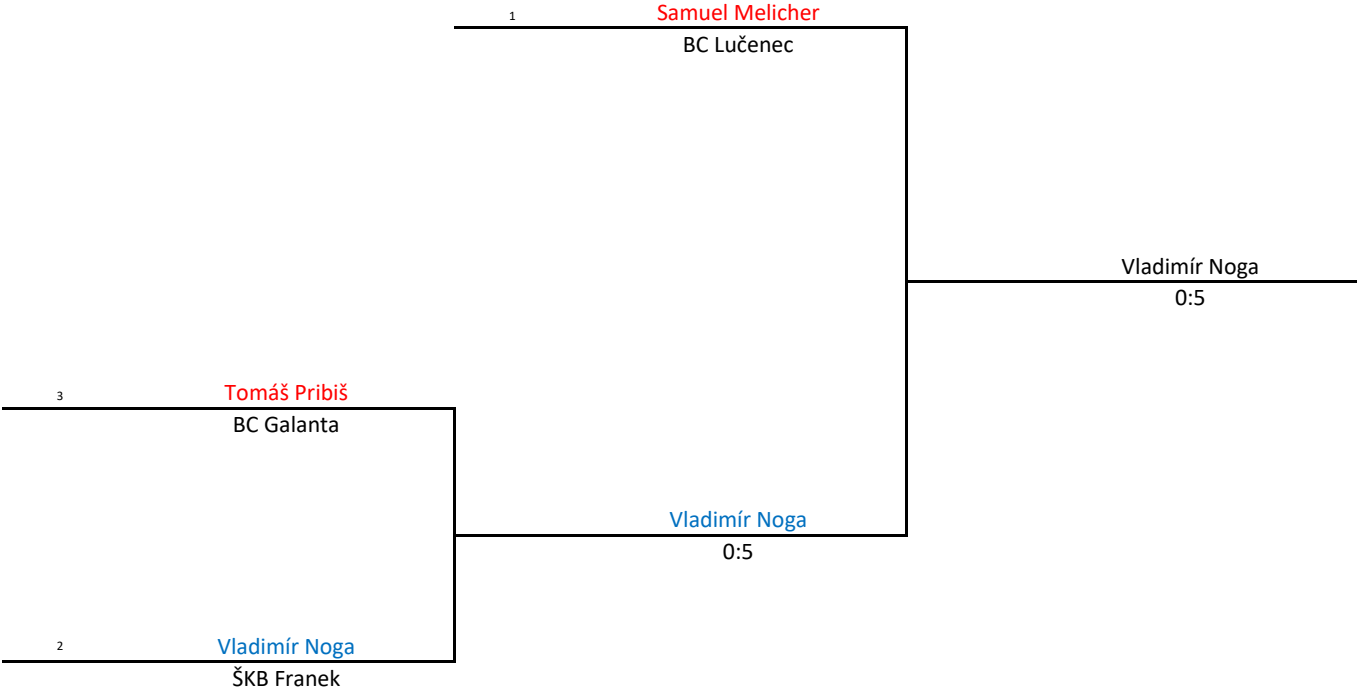 1 Samuel Melicher
BC Lučenec
Vladimír Noga
0:5
3 Tomáš Pribiš
BC Galanta
Vladimír Noga
0:5
2 Vladimír Noga
ŠKB Franek